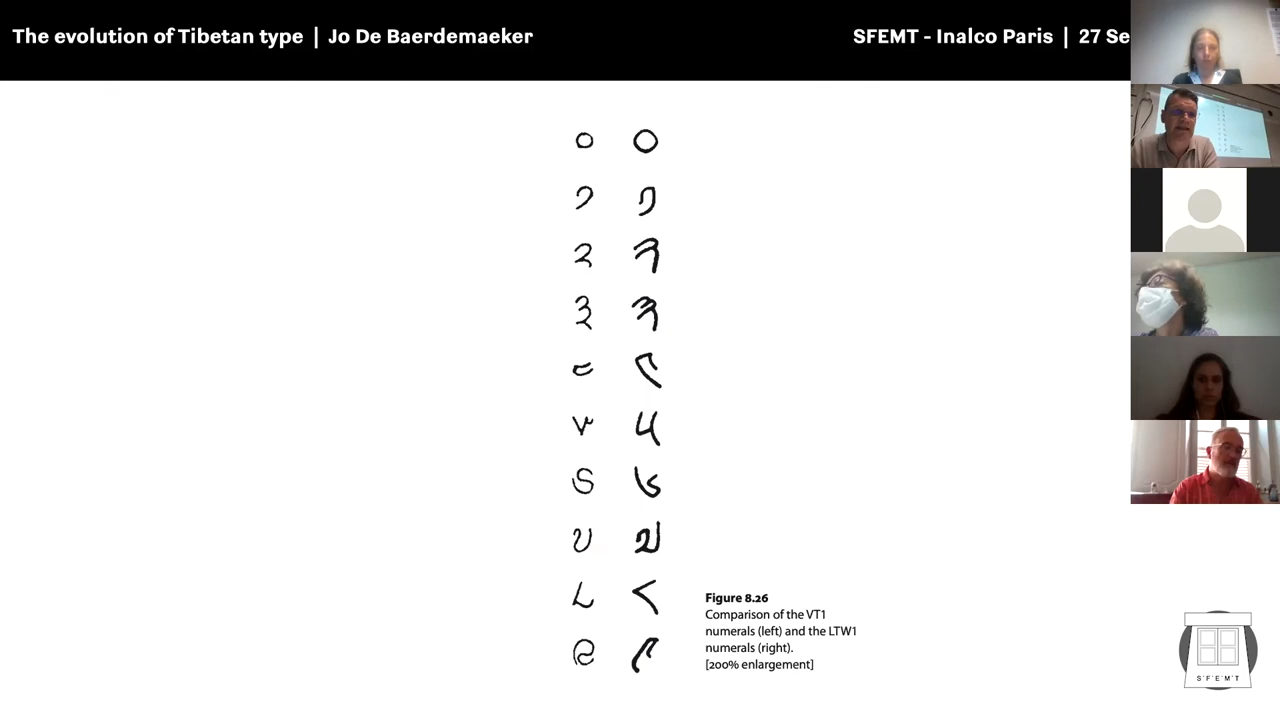 The evolution of Tibetan type | Jo De Baerdemaeker
SFEMT - Inalco Paris | 27 Se
༠ ༠
༡ ༡
༢ ༢
༣ ༣
༤ ༤
༥ ༥
༦ ༦
༧ ༧
༨ ༨
༩ ༩
Figure 8.26
Comparison of the VT1
numerals (left) and the LTW1
numerals (right).
[200% enlargement]
S·F·E·M·T